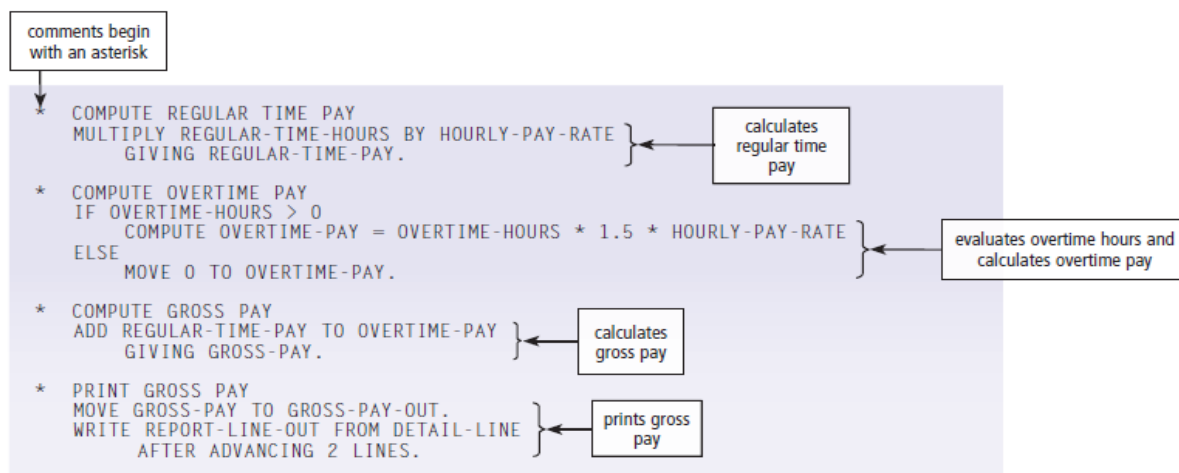 comments begin
with an asterisk
* COMPUTE REGULAR TIME PAY
MULTIPLY REGULAR-TIME-HOURS BY HOURLY-PAY-RATE
GIVING REGULAR-TIME-PAY.
calculates
regular time
pay
* COMPUTE OVERTIME PAY
IF OVERTIME-HOURS > 0
COMPUTE OVERTIME-PAY = OVERTIME-HOURS * 1.5 * HOURLY-PAY-RATE
ELSE
MOVE 0 TO OVERTIME-PAY.
evaluates overtime hours and
calculates overtime pay
* COMPUTE GROSS PAY
ADD REGULAR-TIME-PAY TO OVERTIME-PAY
GIVING GROSS-PAY.
calculates
gross pay
* PRINT GROSS PAY
MOVE GROSS-PAY TO GROSS-PAY-OUT.
WRITE REPORT-LINE-OUT FROM DETAIL-LINE
AFTER ADVANCING 2 LINES.
prints gross
pay